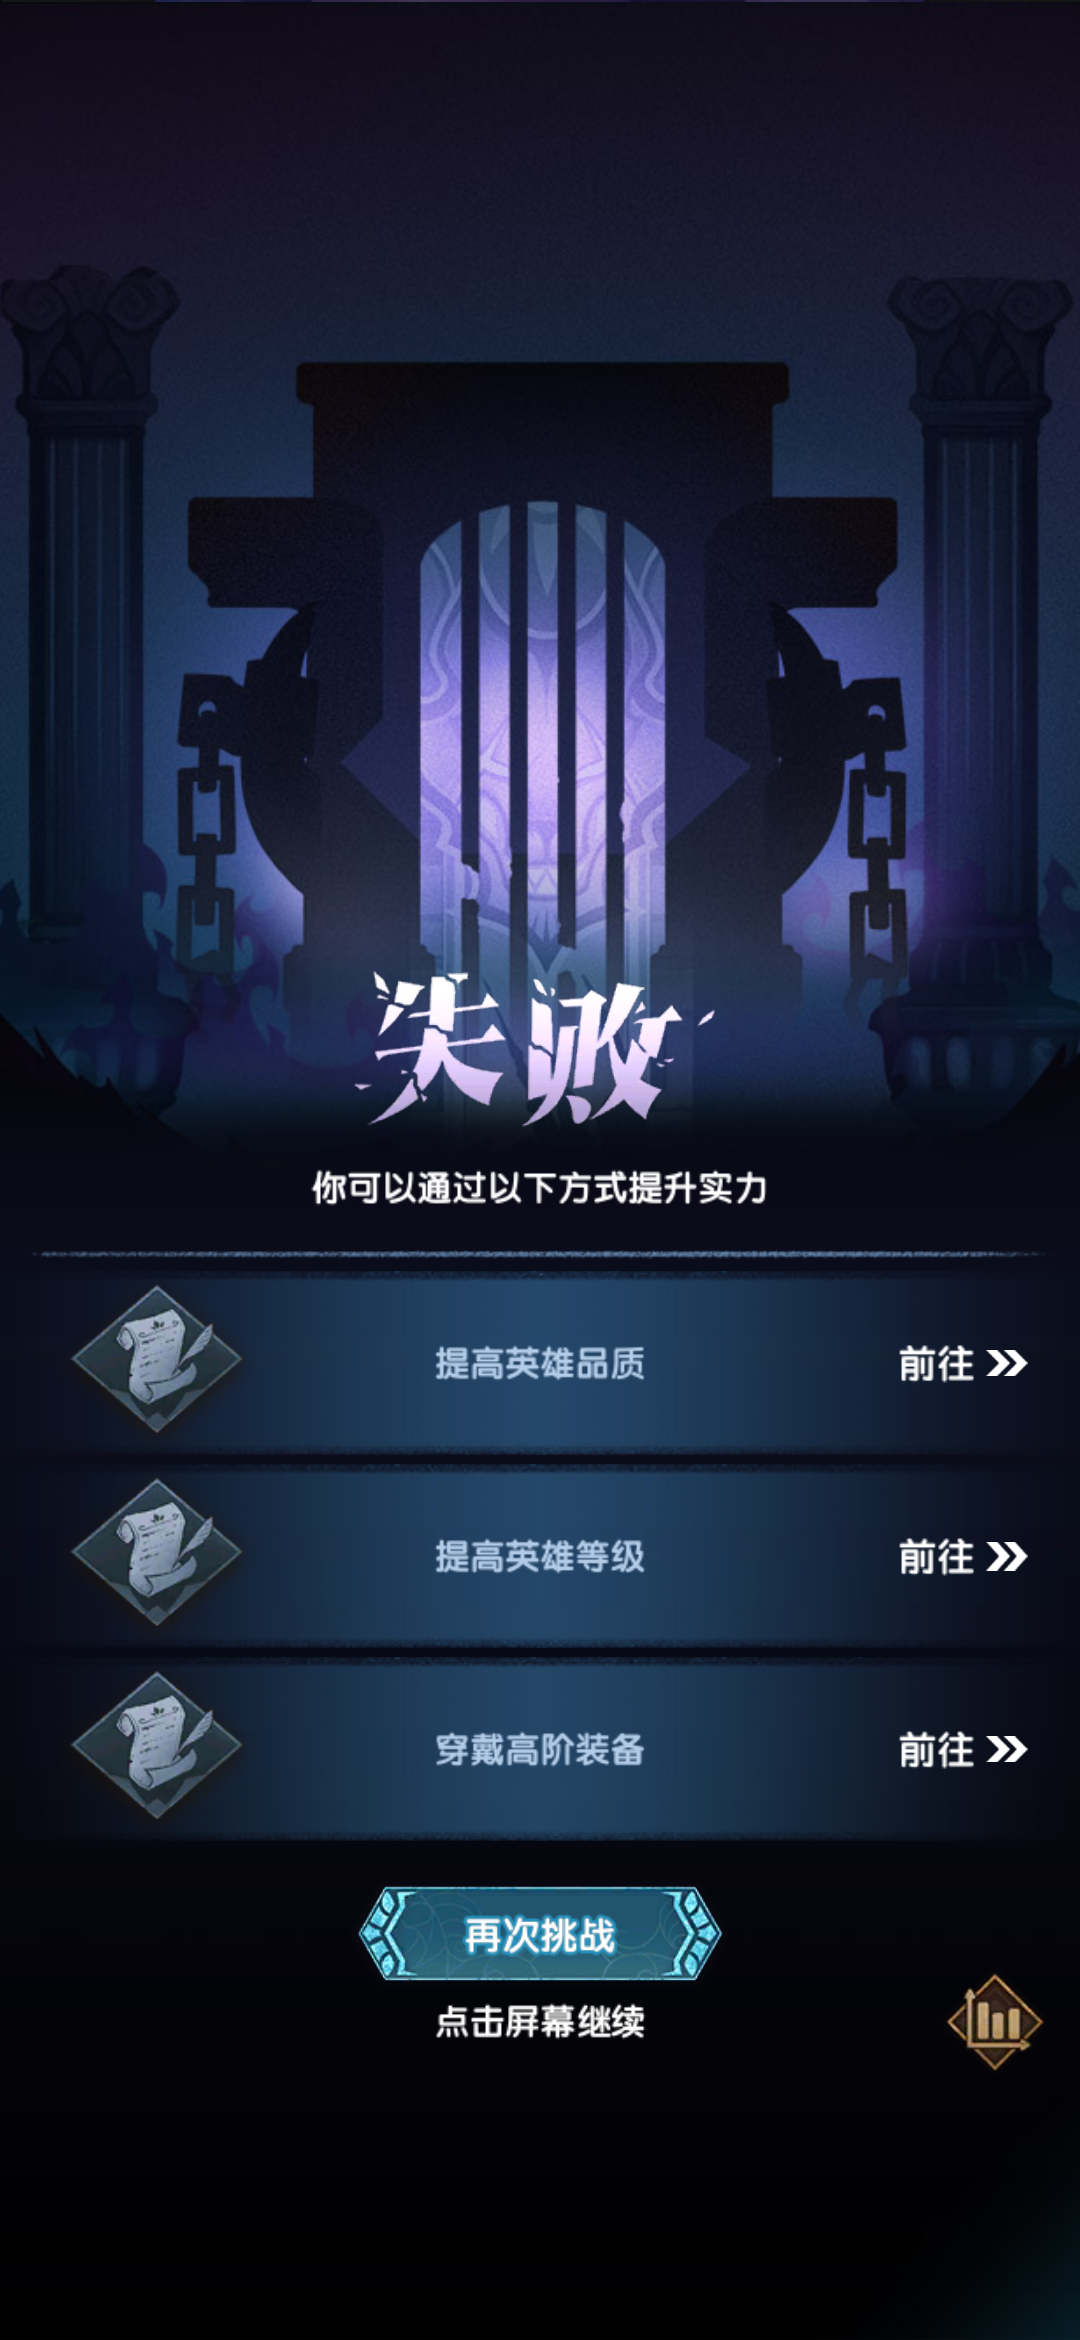 失败
你可以通过以下方式提升实力
提高英雄品质
前往
提高英雄等级
前往
穿戴高阶装备
前往
再次挑战
点击屏幕继续